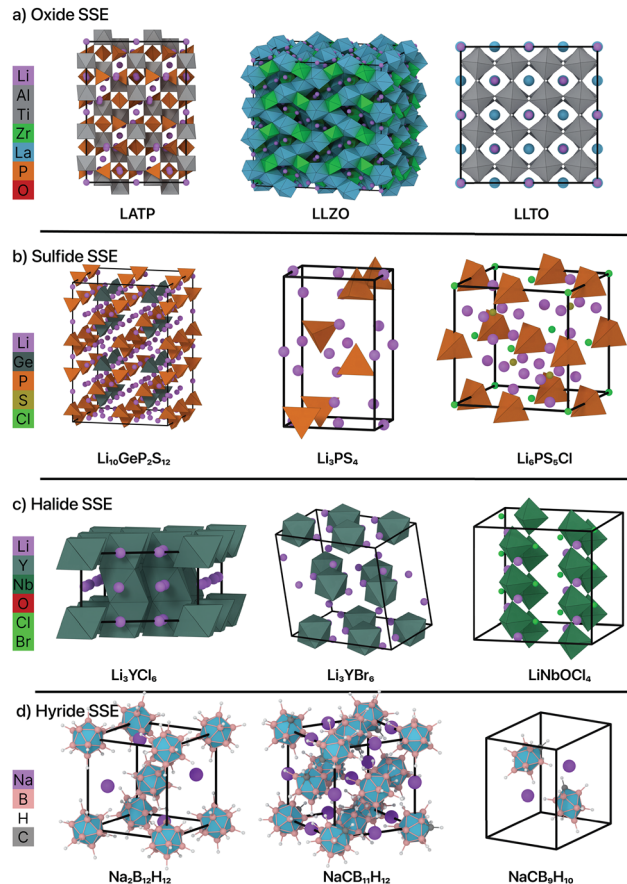 a) Oxide SSE
Li
Al
Ti
Zr
La
P
O
LATP
LLZO
LLTO
b) Sulfide SSE
Li
Ge
P
S
Cl
Li₁₀GeP₂S₁₂
Li₃PS₄
Li₆PS₅Cl
c) Halide SSE
Li
Y
Nb
O
Cl
Br
Li₃YCl₆
Li₃YBr₆
LiNbOCl₄
d) Hyride SSE
Na
B
H
C
Na₂B₁₂H₁₂
NaCB₁₁H₁₂
NaCB₉H₁₀